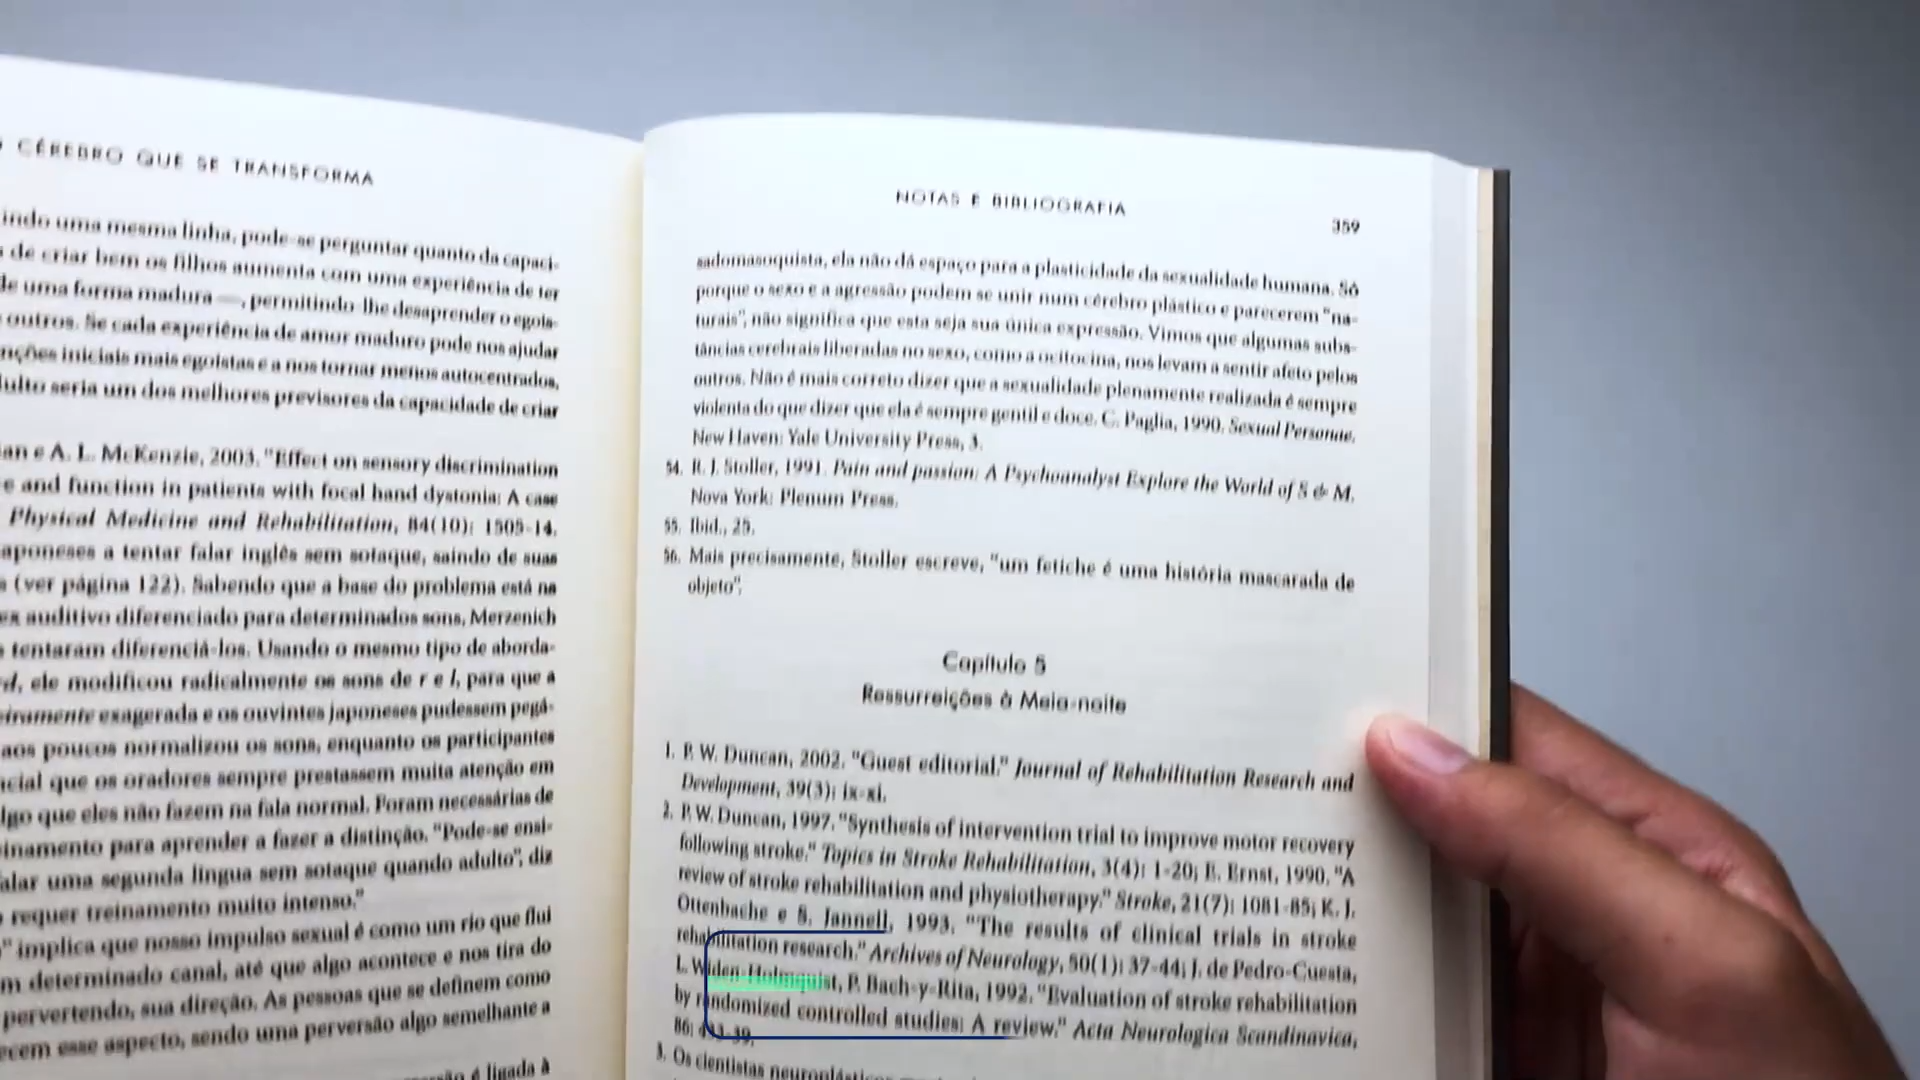 O CÉREBRO QUE SE TRANSFORMA
indo uma mesma linha, pode-se perguntar quanto da capaci-
s de criar bem os filhos aumenta com uma experiência de ter
de uma forma madura —, permitindo-lhe desaprender o egoís-
outros. Se cada experiência de amor maduro pode nos ajudar
nções iniciais mais egoístas e a nos tornar menos autocentrados,
dulto seria um dos melhores previsores da capacidade de criar
e A. L. McKenzie, 2003. "Effect on sensory discrimination
e and function in patients with focal hand dystonia: A case
Physical Medicine and Rehabilitation, 84(10): 1505-14.
aponeses a tentar falar inglês sem sotaque, saindo de suas
s (ver página 122). Sabendo que a base do problema está na
ex auditivo diferenciado para determinados sons, Merzenich
s tentaram diferenciá-los. Usando o mesmo tipo de aborda-
rd, ele modificou radicalmente os sons de r e l, para que a
eiramente exagerada e os ouvintes japoneses pudessem pegá-
aos poucos normalizou os sons, enquanto os participantes
ncial que os oradores sempre prestassem muita atenção em
lgo que eles não fazem na fala normal. Foram necessárias de
inamento para aprender a fazer a distinção. "Pode-se ensi-
falar uma segunda língua sem sotaque quando adulto", diz
o requer treinamento muito intenso."
o" implica que nosso impulso sexual é como um rio que flui
m determinado canal, até que algo acontece e nos tira do
pervertendo, sua direção. As pessoas que se definem como
ecem esse aspecto, sendo uma perversão algo semelhante a
é ligada à
NOTAS E BIBLIOGRAFIA
359
sadomasoquista, ela não dá espaço para a plasticidade da sexualidade humana. Só
porque o sexo e a agressão podem se unir num cérebro plástico e parecerem "na-
turais", não significa que esta seja sua única expressão. Vimos que algumas subs-
tâncias cerebrais liberadas no sexo, como a ocitocina, nos levam a sentir afeto pelos
outros. Não é mais correto dizer que a sexualidade plenamente realizada é sempre
violenta do que dizer que ela é sempre gentil e doce. C. Paglia, 1990. Sexual Personae.
New Haven: Yale University Press, 3.
54. R. J. Stoller, 1991. Pain and passion: A Psychoanalyst Explore the World of S & M.
Nova York: Plenum Press.
55. Ibid., 25.
56. Mais precisamente, Stoller escreve, "um fetiche é uma história mascarada de
objeto";
Capítulo 5
Ressurreições à Meia-noite
1. P. W. Duncan, 2002. "Guest editorial." Journal of Rehabilitation Research and
Development, 39(3): ix-xi.
2. P. W. Duncan, 1997. "Synthesis of intervention trial to improve motor recovery
following stroke." Topics in Stroke Rehabilitation, 3(4): 1-20; E. Ernst, 1990. "A
review of stroke rehabilitation and physiotherapy." Stroke, 21(7): 1081-85; K. J.
Ottenbache e S. Jannell, 1993. "The results of clinical trials in stroke
rehabilitation research." Archives of Neurology, 50(1): 37-44; J. de Pedro-Cuesta,
L. Widen-Holmquist, P. Bach-y-Rita, 1992. "Evaluation of stroke rehabilitation
by randomized controlled studies: A review." Acta Neurologica Scandinavica,
86: 433-39.
3. Os cientistas neuroplásticos